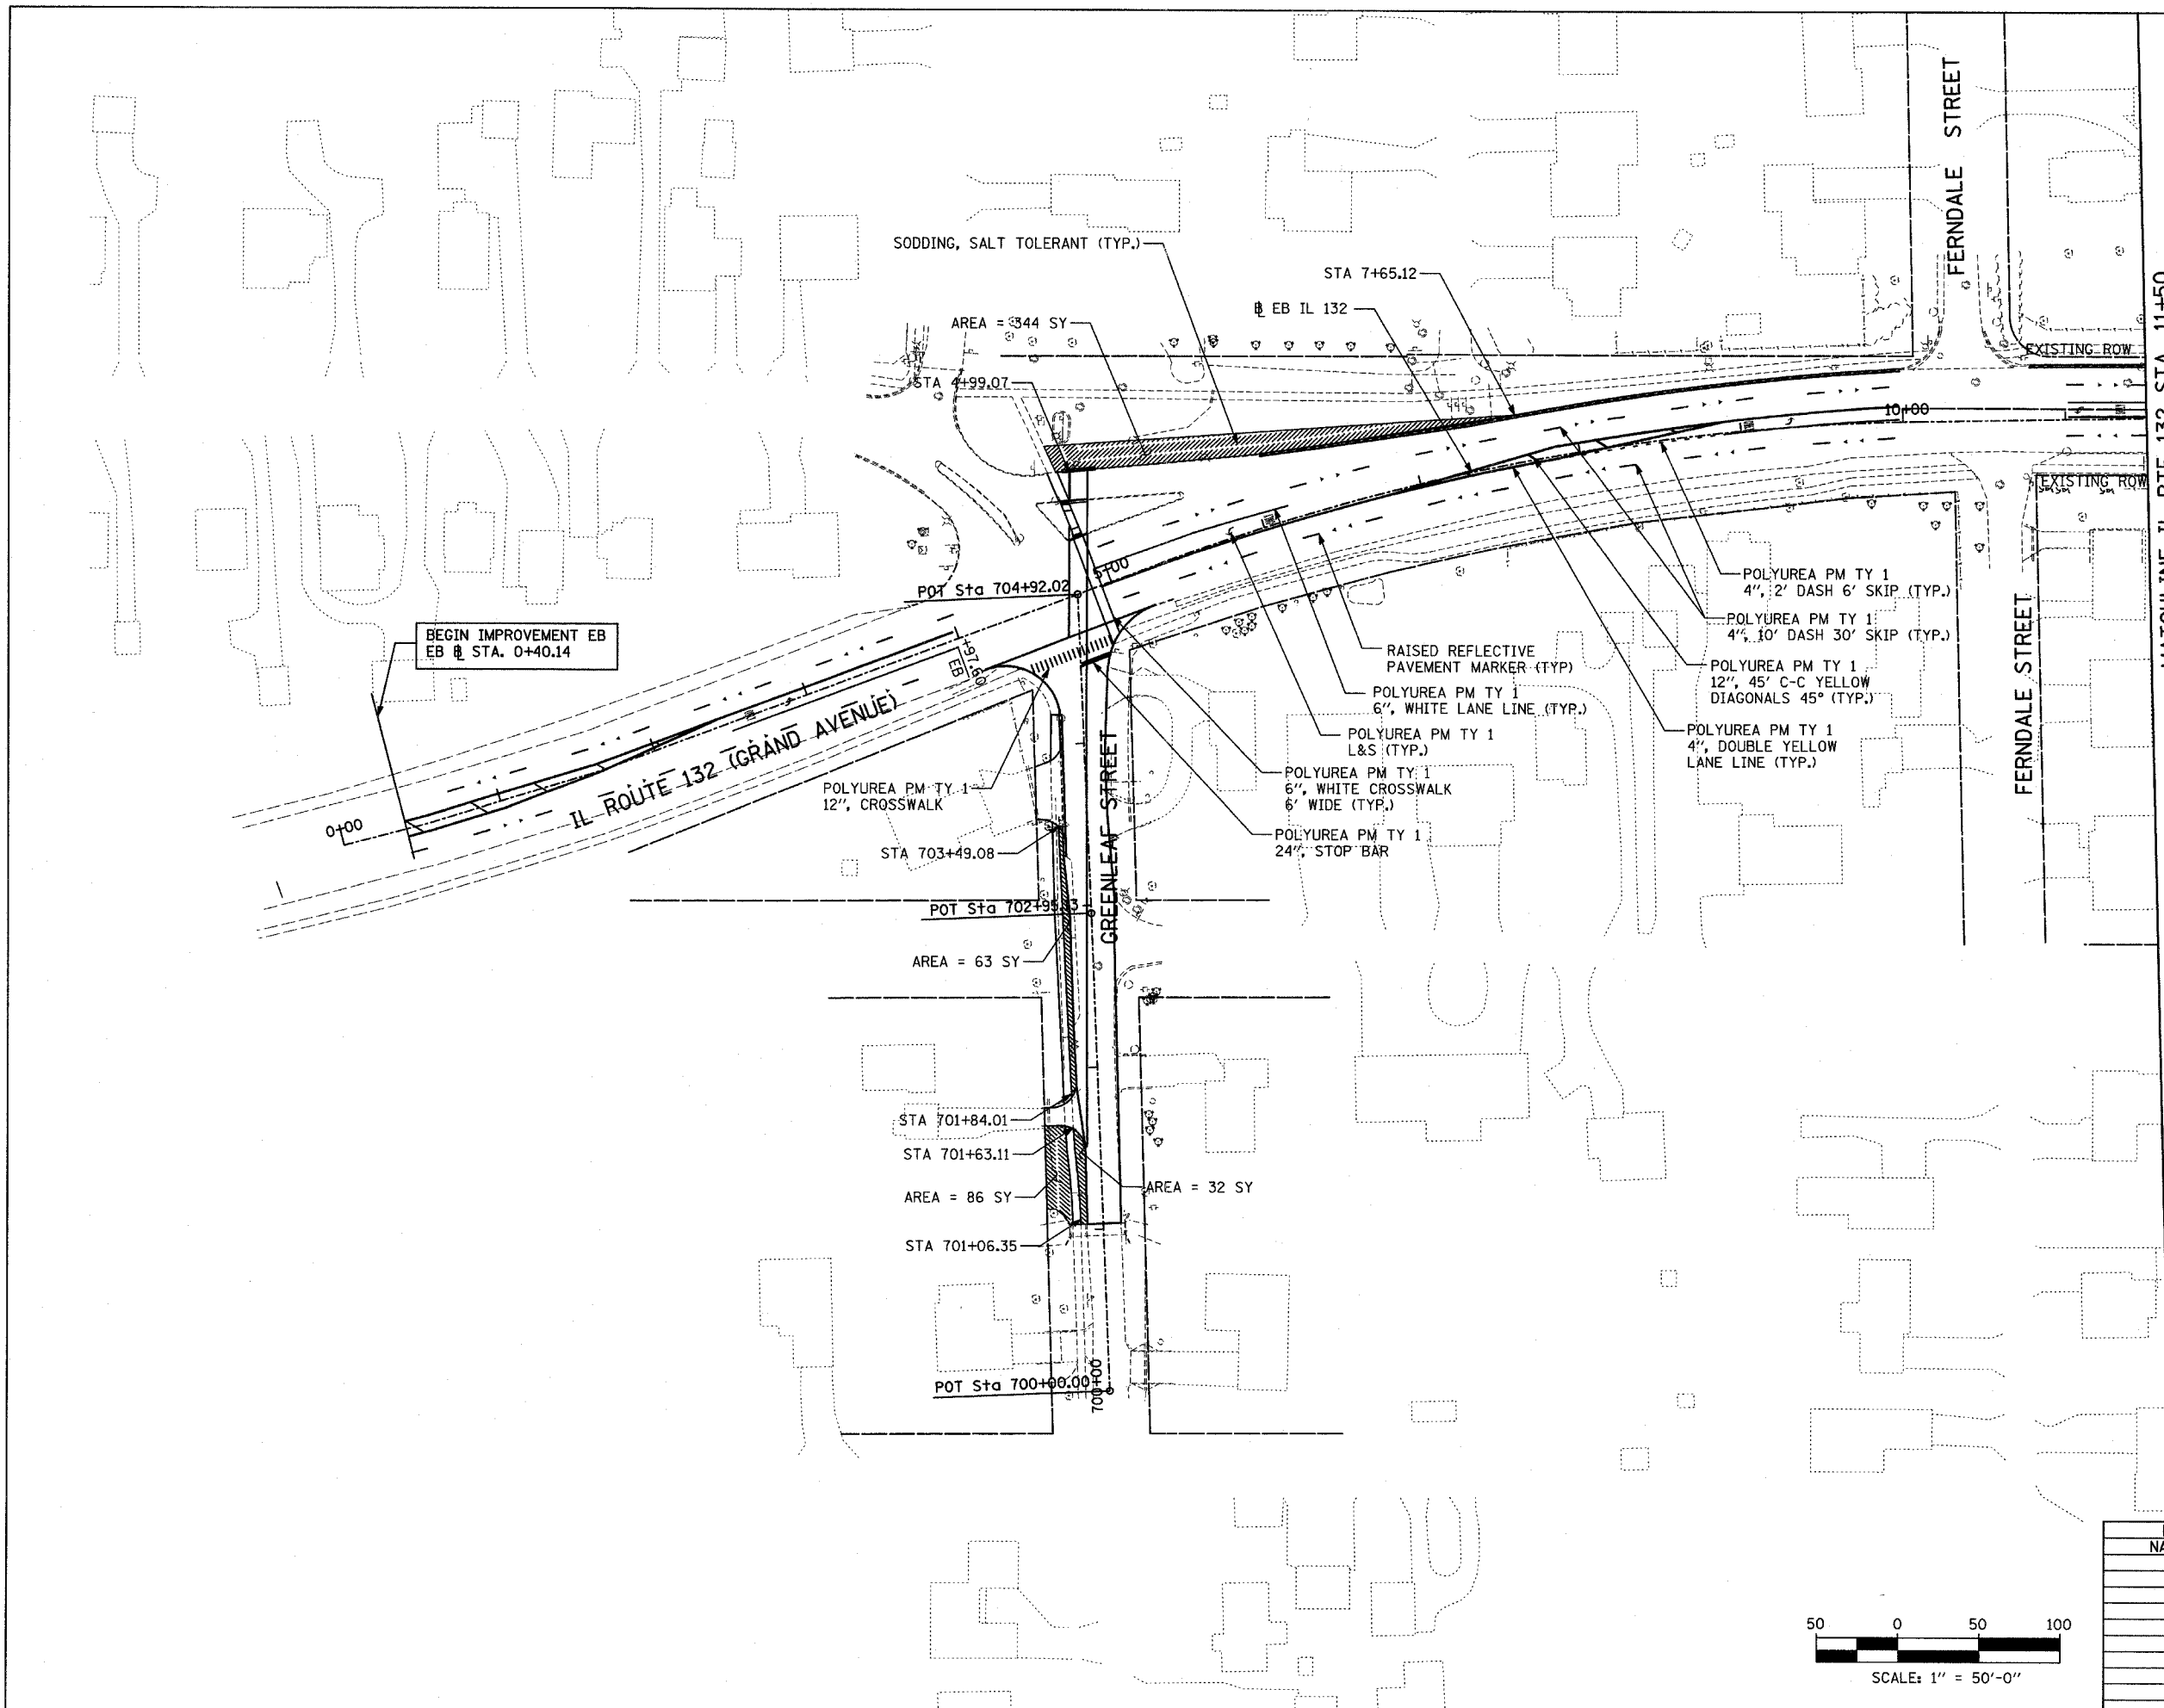 FERNDALE STREET
SODDING, SALT TOLERANT (TYP.)
STA 7+65.12
EB IL 132
AREA = 344 SY
STA 4+99.07
EXISTING ROW
10+00
EXISTING ROW
STA 11+50
5+00
POT Sta 704+92.02
BEGIN IMPROVEMENT EB
EB STA. 0+40.14
+97.60
EB
IL ROUTE 132 (GRAND AVENUE)
0+00
POLYUREA PM TY 1
4", 2' DASH 6' SKIP (TYP.)
POLYUREA PM TY 1
4", 10' DASH 30' SKIP (TYP.)
POLYUREA PM TY 1
12", 45' C-C YELLOW
DIAGONALS 45° (TYP.)
POLYUREA PM TY 1
4", DOUBLE YELLOW
LANE LINE (TYP.)
RAISED REFLECTIVE
PAVEMENT MARKER (TYP)
POLYUREA PM TY 1
6", WHITE LANE LINE (TYP.)
POLYUREA PM TY 1
L&S (TYP.)
POLYUREA PM TY 1
6", WHITE CROSSWALK
6' WIDE (TYP.)
POLYUREA PM TY 1
24", STOP BAR
POLYUREA PM TY 1
12", CROSSWALK
FERNDALE STREET
GREENLEAF STREET
STA 703+49.08
POT Sta 702+95
AREA = 63 SY
STA 701+84.01
STA 701+63.11
AREA = 86 SY
AREA = 32 SY
STA 701+06.35
POT Sta 700+00.00
700+00
50 0 50 100
SCALE: 1" = 50'-0"